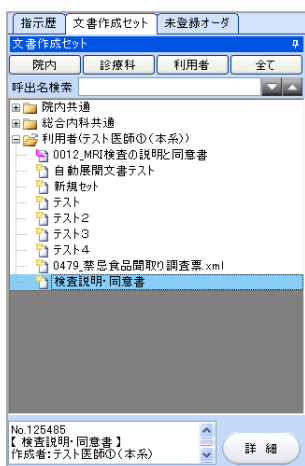 指示歴 文書作成セット 未登録オーダ
文書作成セット
院内 診療科 利用者 全て
呼出名検索
院内共通
総合内科共通
利用者(テスト医師①(本系))
0012_MRI検査の説明と同意書
自動展開文書テスト
新規セット
テスト
テスト2
テスト3
テスト4
0479_禁忌食品聞取り調査票.xml
検査説明・同意書
No.125485
【 検査説明・同意書 】
作成者:テスト医師①(本系)
詳 細